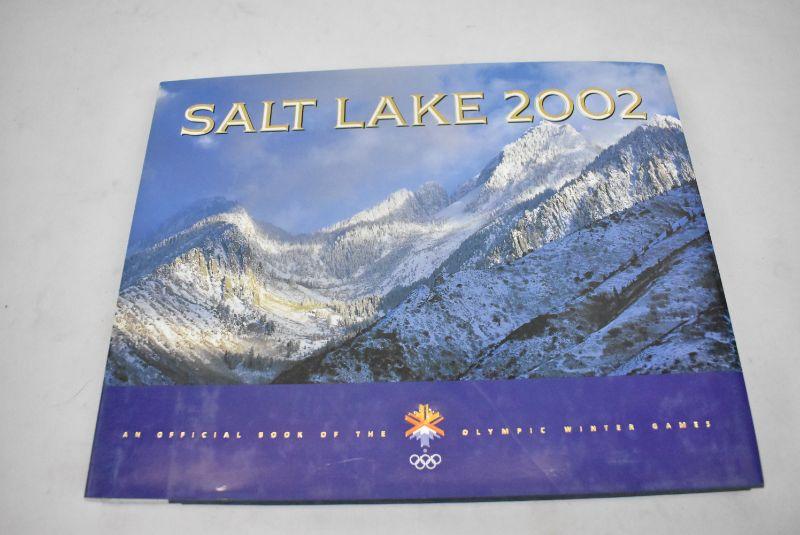 SALT LAKE 2002
AN OFFICIAL BOOK OF THE OLYMPIC WINTER GAMES